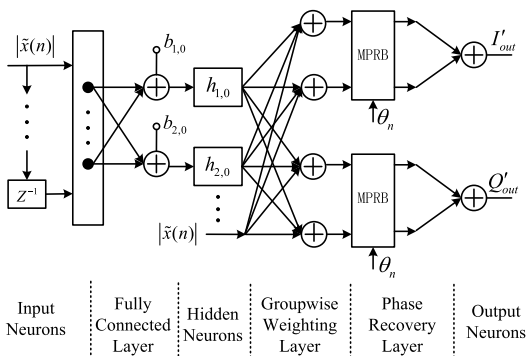 |x̃(n)|
Z⁻¹
b₁,₀
b₂,₀
h₁,₀
h₂,₀
|x̃(n)|
MPRB
θₙ
MPRB
θₙ
I′ₒᵤₜ
Q′ₒᵤₜ
Input
Neurons
Fully
Connected
Layer
Hidden
Neurons
Groupwise
Weighting
Layer
Phase
Recovery
Layer
Output
Neurons